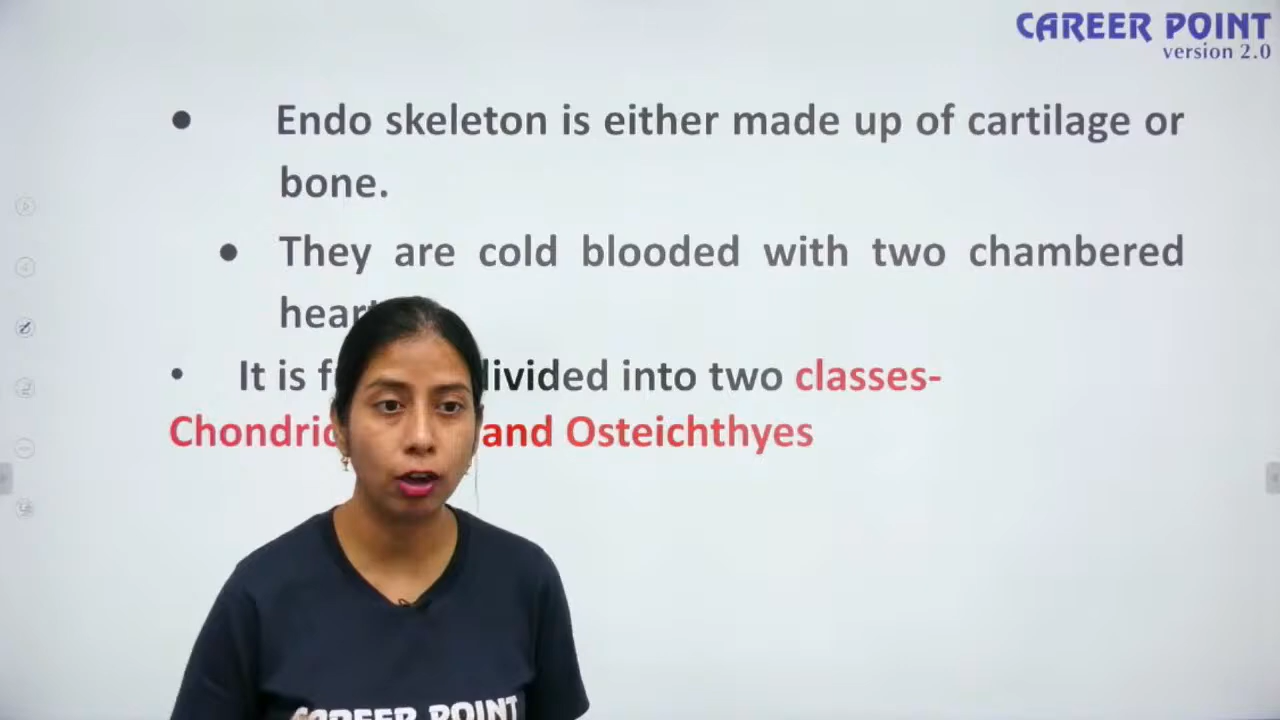 CAREER POINT
version 2.0
• Endo skeleton is either made up of cartilage or
bone.
• They are cold blooded with two chambered
• It is divided into two classes-
and Osteichthyes
CAREER POINT